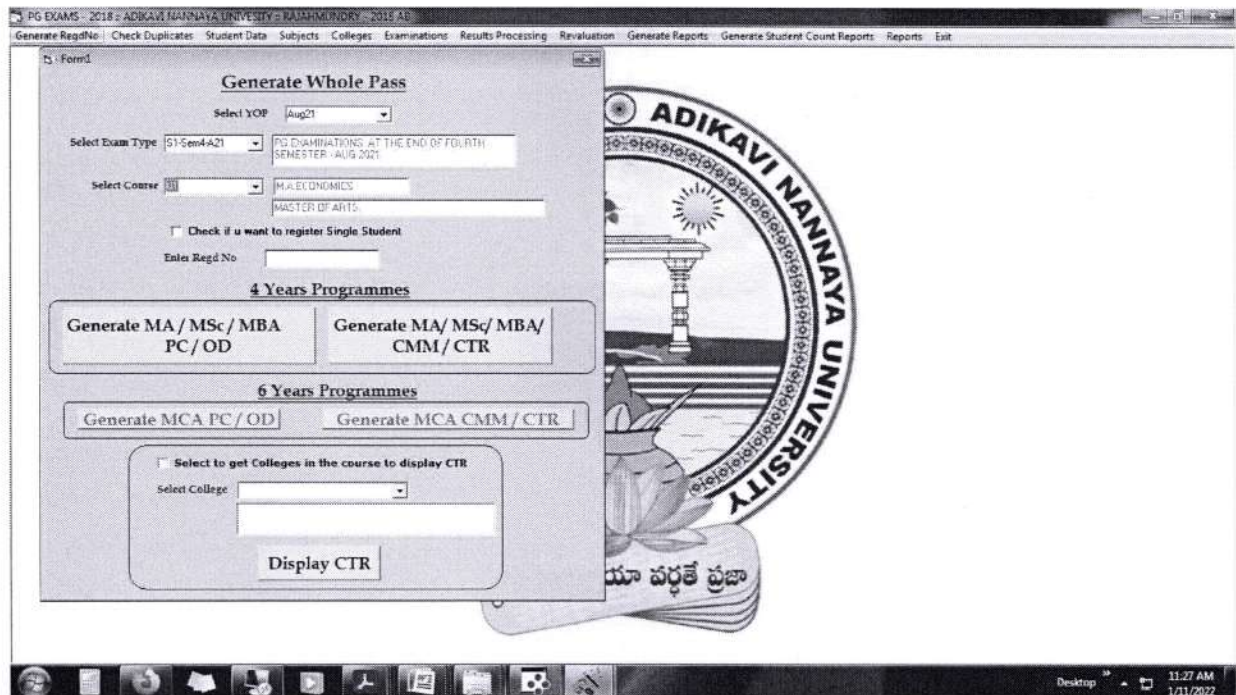 PG EXAMS - 2018 :: ADIKAVI NANNAYA UNIVESITY :: RAJAHMUNDRY - 2018 AB
Generate RegdNo Check Duplicates Student Data Subjects Colleges Examinations Results Processing Revaluation Generate Reports Generate Student Count Reports Reports Exit
Form1
Generate Whole Pass
Select YOP Aug21
Select Exam Type S1-Sem4-A21 PG EXAMINATIONS AT THE END OF FOURTH
SEMESTER - AUG 2021
Select Course M.A.ECONOMICS
MASTER OF ARTS
Check if u want to register Single Student
Enter Regd No
4 Years Programmes
Generate MA / MSc / MBA
PC / OD
Generate MA/ MSc/ MBA/
CMM / CTR
6 Years Programmes
Generate MCA PC / OD Generate MCA CMM / CTR
Select to get Colleges in the course to display CTR
Select College
Display CTR
ADIKAVI NANNAYA UNIVERSITY
వర్ధతే ప్రజా
Desktop
11:27 AM